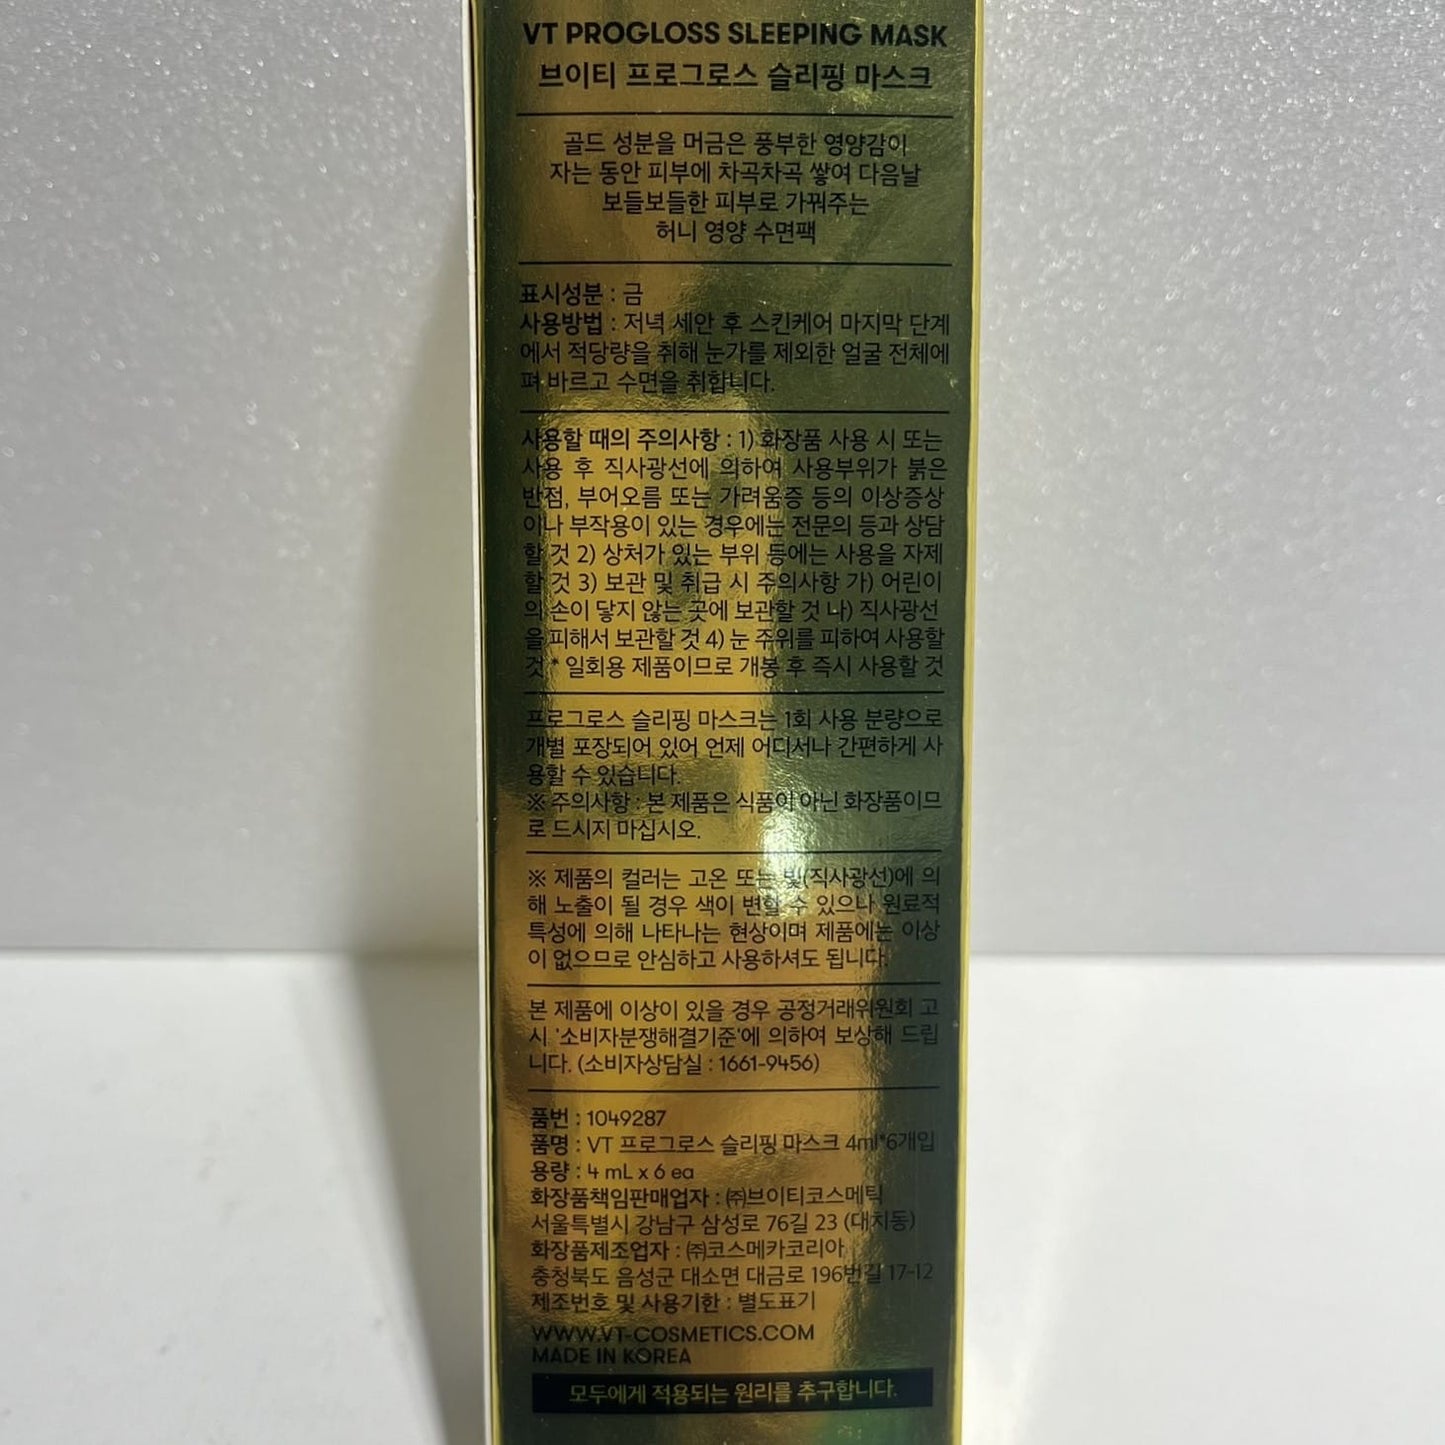 VT PROGLOSS SLEEPING MASK
브이티 프로그로스 슬리핑 마스크
골드 성분을 머금은 풍부한 영양감이
자는 동안 피부에 차곡차곡 쌓여 다음날
보들보들한 피부로 가꿔주는
허니 영양 수면팩
표시성분 : 금
사용방법 : 저녁 세안 후 스킨케어 마지막 단계
에서 적당량을 취해 눈가를 제외한 얼굴 전체에
펴 바르고 수면을 취합니다.
사용할 때의 주의사항 : 1) 화장품 사용 시 또는
사용 후 직사광선에 의하여 사용부위가 붉은
반점, 부어오름 또는 가려움증 등의 이상증상
이나 부작용이 있는 경우에는 전문의 등과 상담
할 것 2) 상처가 있는 부위 등에는 사용을 자제
할 것 3) 보관 및 취급 시 주의사항 가) 어린이
의 손이 닿지 않는 곳에 보관할 것 나) 직사광선
을 피해서 보관할 것 4) 눈 주위를 피하여 사용할
것 * 일회용 제품이므로 개봉 후 즉시 사용할 것
프로그로스 슬리핑 마스크는 1회 사용 분량으로
개별 포장되어 있어 언제 어디서나 간편하게 사
용할 수 있습니다.
※ 주의사항 : 본 제품은 식품이 아닌 화장품이므
로 드시지 마십시오.
※ 제품의 컬러는 고온 또는 빛(직사광선)에 의
해 노출이 될 경우 색이 변할 수 있으나 원료적
특성에 의해 나타나는 현상이며 제품에는 이상
이 없으므로 안심하고 사용하셔도 됩니다.
본 제품에 이상이 있을 경우 공정거래위원회 고
시 '소비자분쟁해결기준'에 의하여 보상해 드립
니다. (소비자상담실 : 1661-9456)
품번 : 1049287
품명 : VT 프로그로스 슬리핑 마스크 4ml*6개입
용량 : 4 mL x 6 ea
화장품책임판매업자 : ㈜브이티코스메틱
서울특별시 강남구 삼성로 76길 23 (대치동)
화장품제조업자 : ㈜코스메카코리아
충청북도 음성군 대소면 대금로 196번길 17-12
제조번호 및 사용기한 : 별도표기
WWW.VT-COSMETICS.COM
MADE IN KOREA
모두에게 적용되는 원리를 추구합니다.